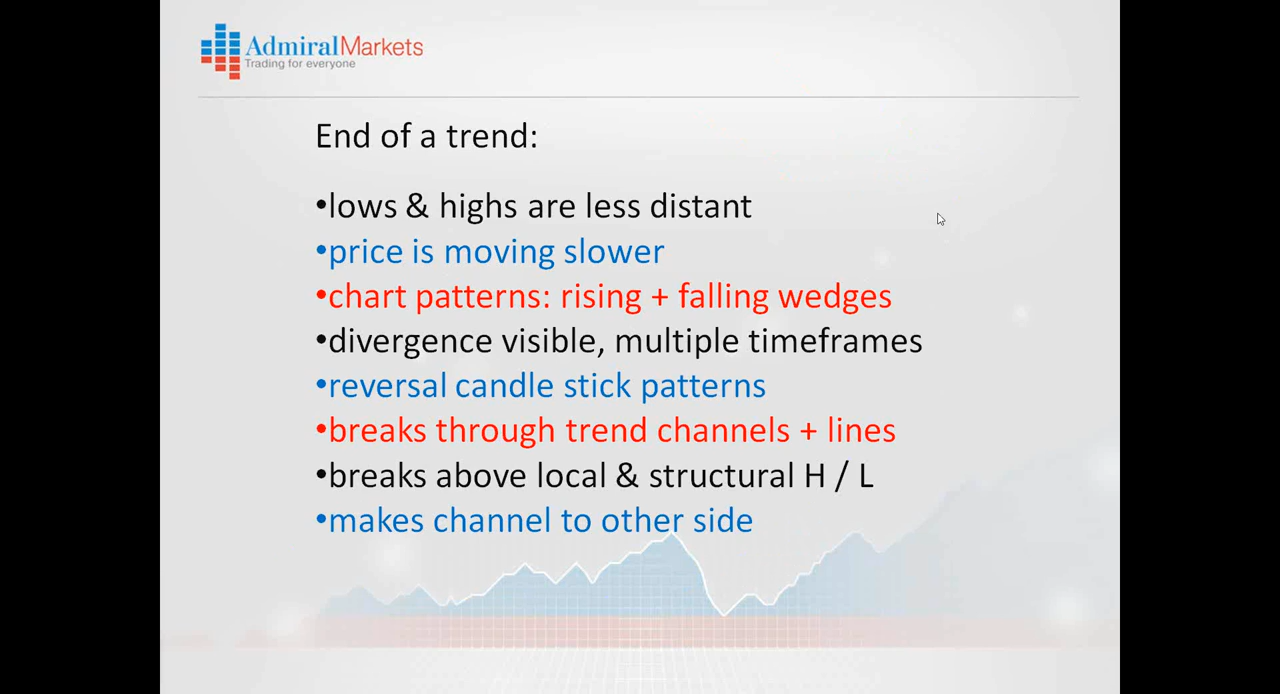 AdmiralMarkets
Trading for everyone
End of a trend:
•lows & highs are less distant
•price is moving slower
•chart patterns: rising + falling wedges
•divergence visible, multiple timeframes
•reversal candle stick patterns
•breaks through trend channels + lines
•breaks above local & structural H / L
•makes channel to other side